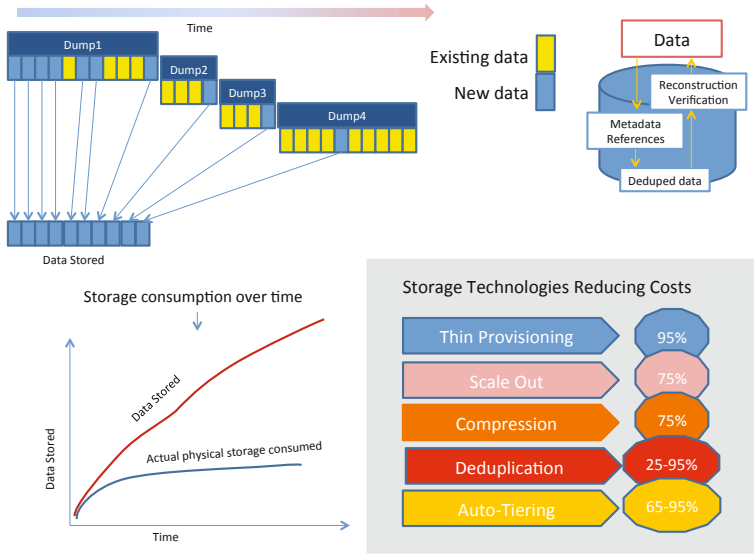 Time
Dump1
Dump2
Dump3
Dump4
Data Stored
Existing data
New data
Data
Reconstruction
Verification
Metadata
References
Deduped data
Storage consumption over time
Data Stored
Data Stored
Actual physical storage consumed
Time
Storage Technologies Reducing Costs
Thin Provisioning
95%
Scale Out
75%
Compression
75%
Deduplication
25-95%
Auto-Tiering
65-95%